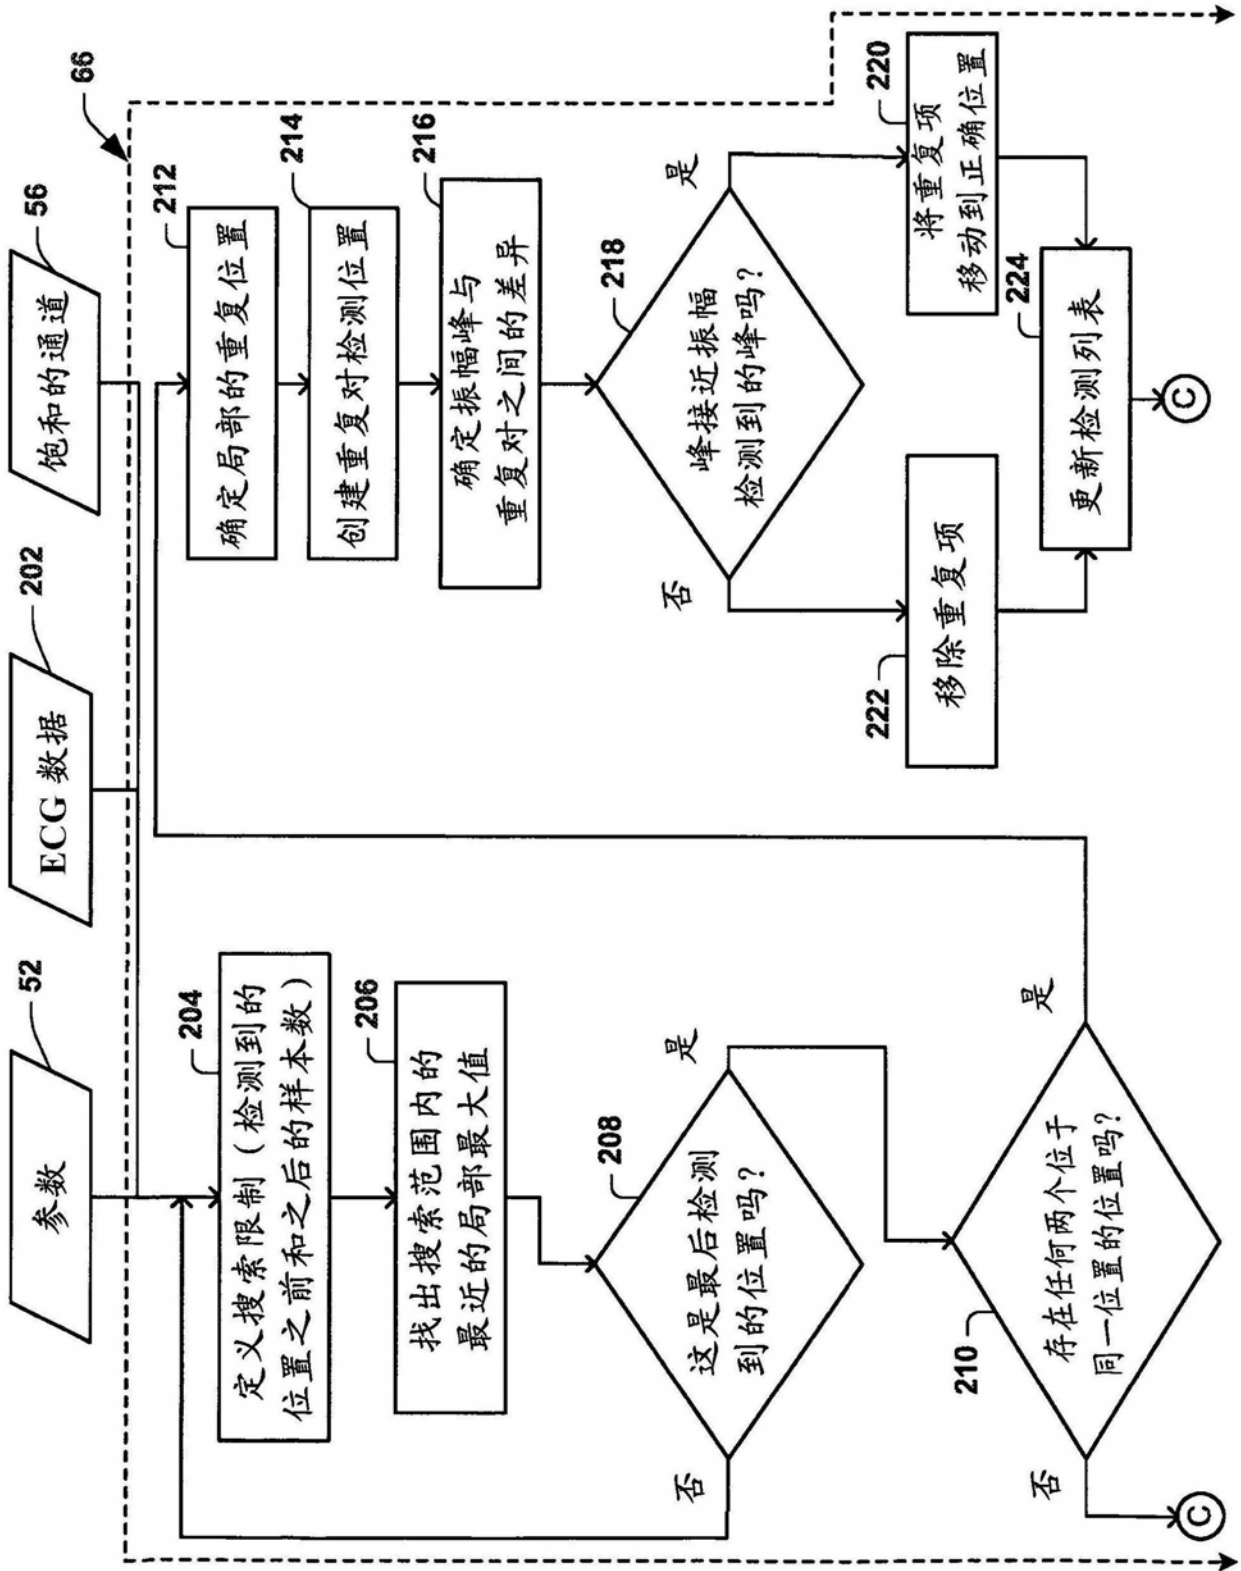 参数
52
ECG 数据
202
饱和的通道
56
66
204
定义搜索限制（检测到的
位置之前和之后的样本数）
206
找出搜索范围内的
最近的局部最大值
208
这是最后检测
到的位置吗？
是
否
210
存在任何两个位于
同一位置的位置吗？
是
否
C
212
确定局部的重复位置
214
创建重复对检测位置
216
确定振幅峰与
重复对之间的差异
218
峰接近振幅
检测到的峰吗？
是
否
220
将重复项
移动到正确位置
222
移除重复项
224
更新检测列表
C